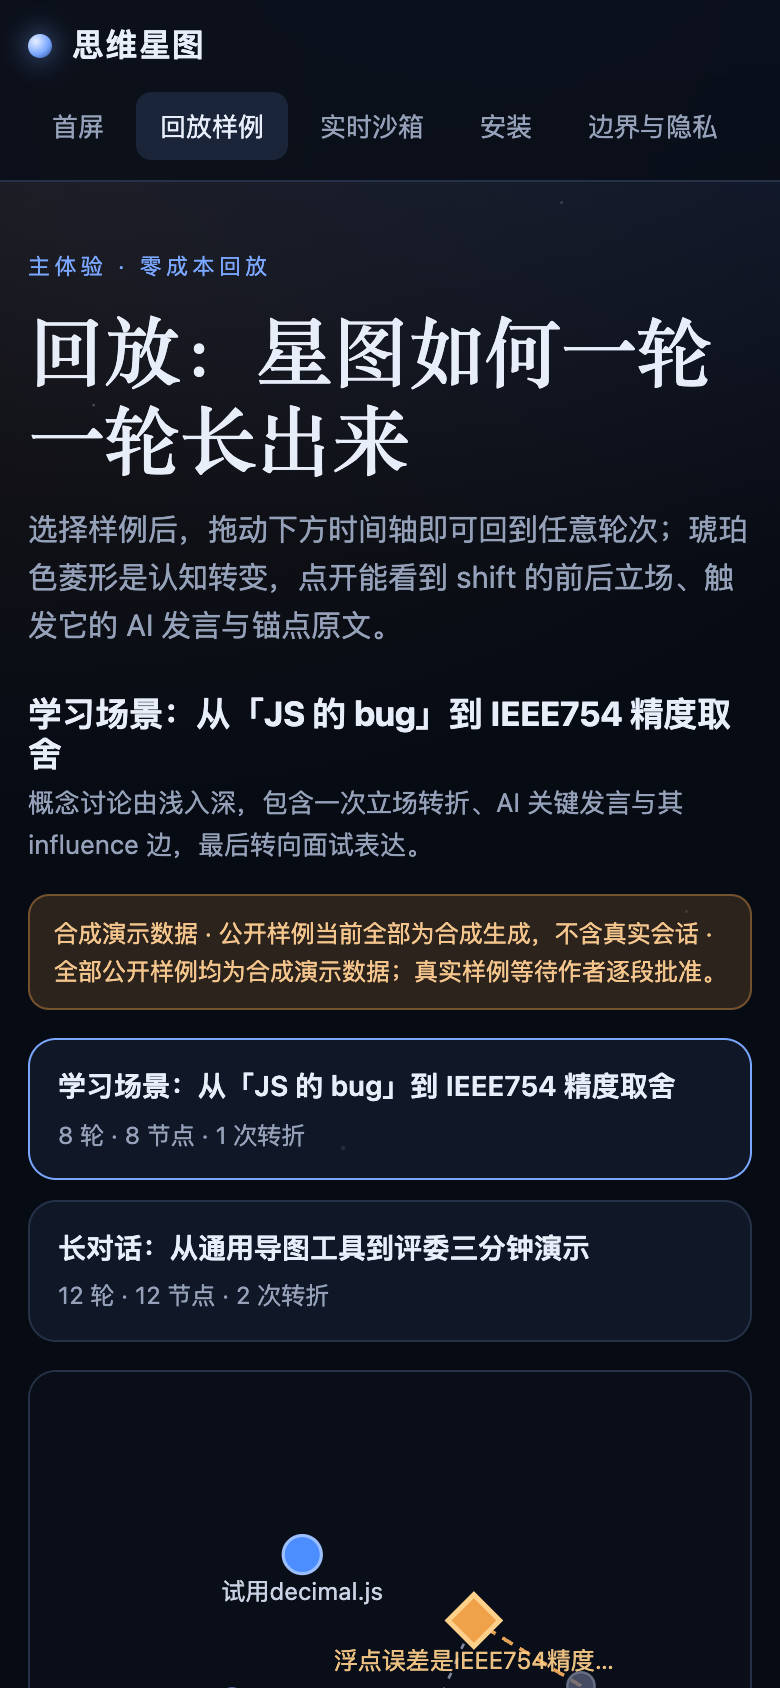 思维星图
首屏 回放样例 实时沙箱 安装 边界与隐私
主体验 · 零成本回放
回放：星图如何一轮
一轮长出来
选择样例后，拖动下方时间轴即可回到任意轮次；琥珀
色菱形是认知转变，点开能看到 shift 的前后立场、触
发它的 AI 发言与锚点原文。
学习场景：从「JS 的 bug」到 IEEE754 精度取
舍
概念讨论由浅入深，包含一次立场转折、AI 关键发言与其
influence 边，最后转向面试表达。
合成演示数据 · 公开样例当前全部为合成生成，不含真实会话 ·
全部公开样例均为合成演示数据；真实样例等待作者逐段批准。
学习场景：从「JS 的 bug」到 IEEE754 精度取舍
8 轮 · 8 节点 · 1 次转折
长对话：从通用导图工具到评委三分钟演示
12 轮 · 12 节点 · 2 次转折
试用decimal.js
浮点误差是IEEE754精度...